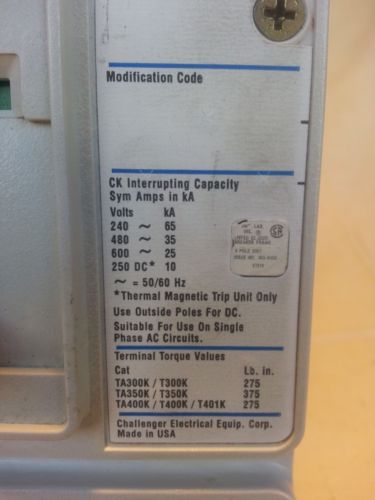 Modification Code
CK Interrupting Capacity
Sym Amps in kA
Volts kA
240 ~ 65
480 ~ 35
600 ~ 25
250 DC* 10
~ = 50/60 Hz
*Thermal Magnetic Trip Unit Only
Use Outside Poles For DC.
Suitable For Use On Single
Phase AC Circuits.
Terminal Torque Values
Cat Lb. in.
TA300K / T300K 275
TA350K / T350K 375
TA400K / T400K / T401K 275
Challenger Electrical Equip. Corp.
Made in USA
LAB.
BREAKER FRAME